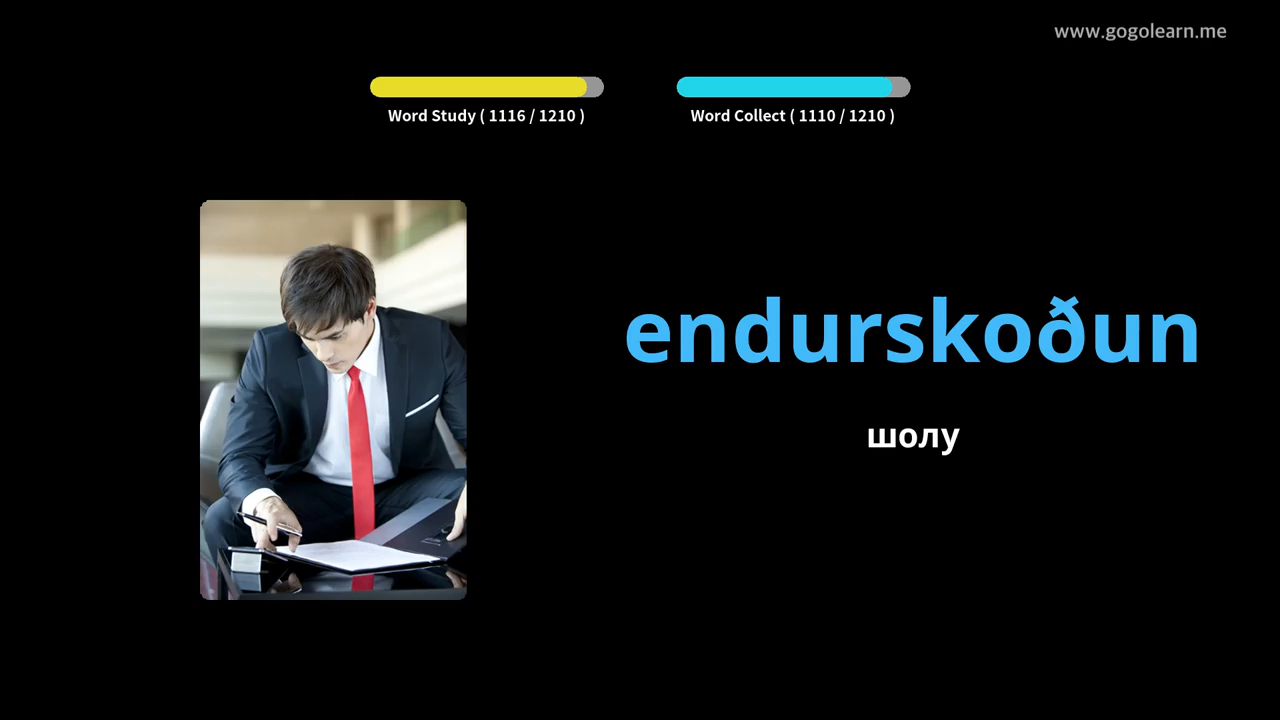 www.gogolearn.me
Word Study ( 1116 / 1210 )
Word Collect ( 1110 / 1210 )
endurskoðun
шолу